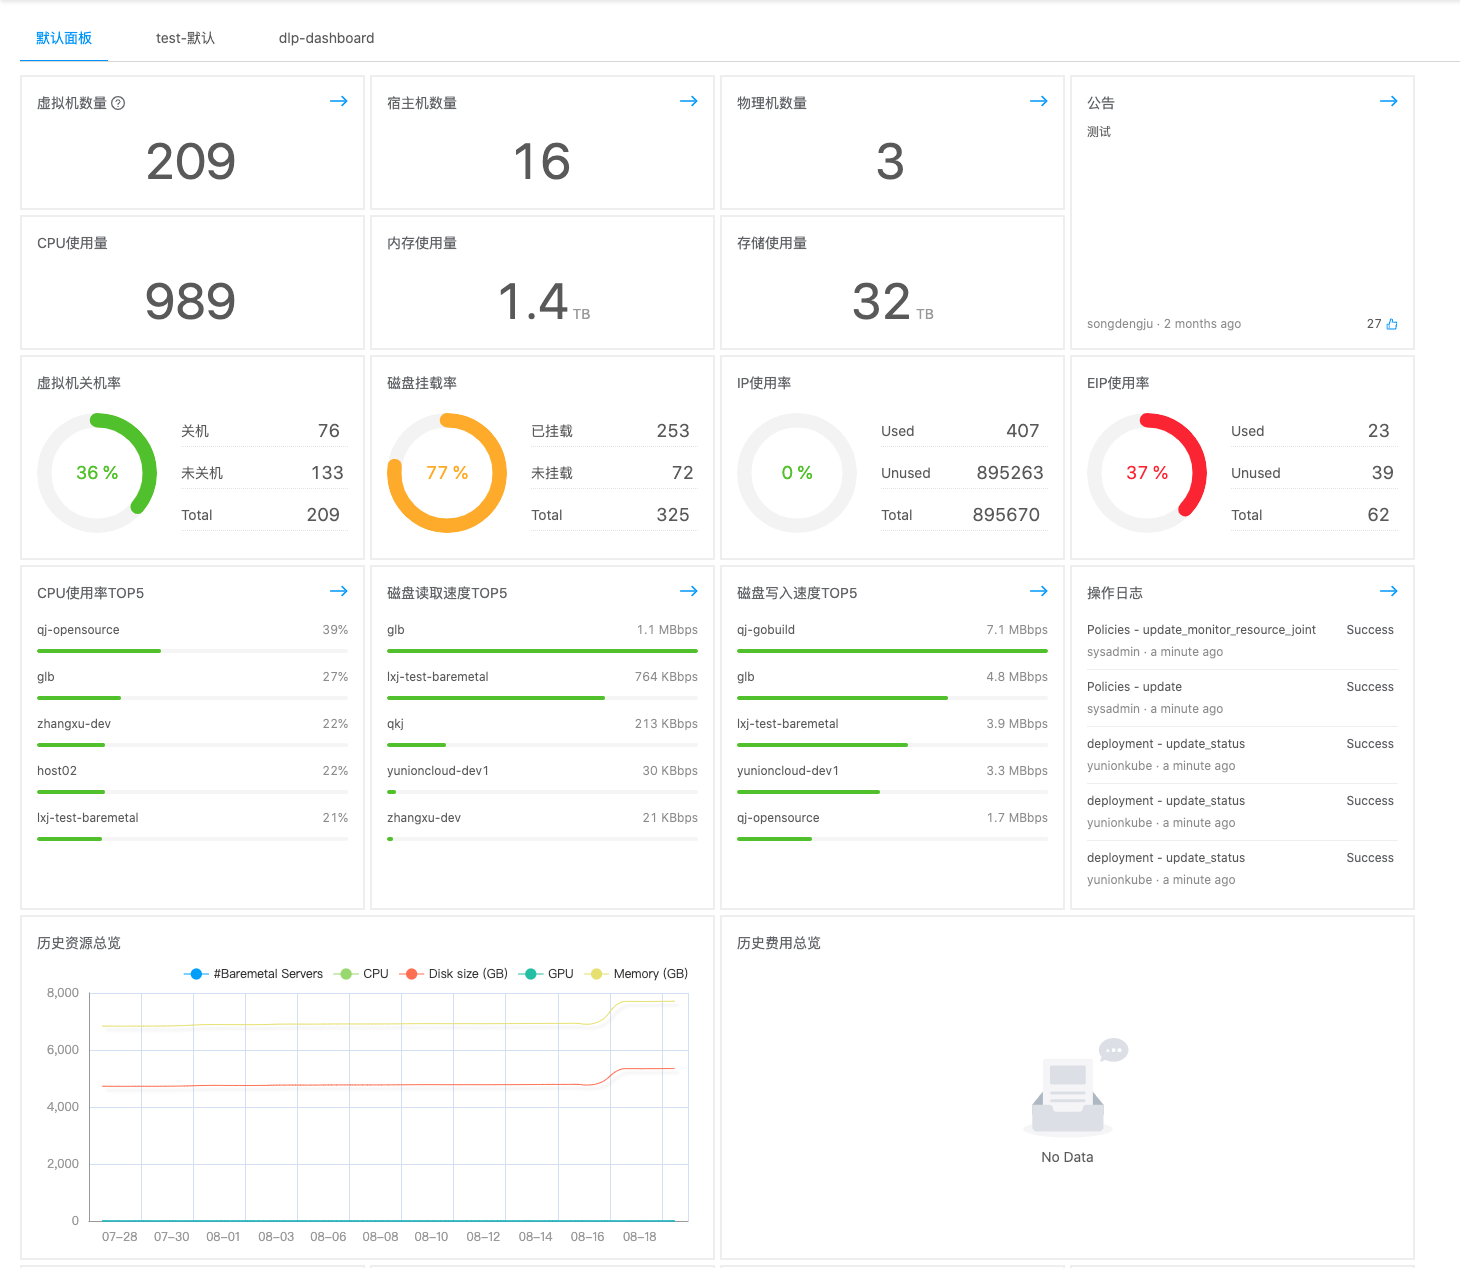 默认面板
test-默认
dlp-dashboard
虚拟机数量
209
宿主机数量
16
物理机数量
3
公告
测试
songdengju · 2 months ago
27
CPU使用量
989
内存使用量
1.4 TB
存储使用量
32 TB
虚拟机关机率
36 %
关机 76
未关机 133
Total 209
磁盘挂载率
77 %
已挂载 253
未挂载 72
Total 325
IP使用率
0 %
Used 407
Unused 895263
Total 895670
EIP使用率
37 %
Used 23
Unused 39
Total 62
CPU使用率TOP5
qj-opensource 39%
glb 27%
zhangxu-dev 22%
host02 22%
lxj-test-baremetal 21%
磁盘读取速度TOP5
glb 1.1 MBbps
lxj-test-baremetal 764 KBbps
qkj 213 KBbps
yunioncloud-dev1 30 KBbps
zhangxu-dev 21 KBbps
磁盘写入速度TOP5
qj-gobuild 7.1 MBbps
glb 4.8 MBbps
lxj-test-baremetal 3.9 MBbps
yunioncloud-dev1 3.3 MBbps
qj-opensource 1.7 MBbps
操作日志
Policies - update_monitor_resource_joint Success
sysadmin · a minute ago
Policies - update Success
sysadmin · a minute ago
deployment - update_status Success
yunionkube · a minute ago
deployment - update_status Success
yunionkube · a minute ago
deployment - update_status Success
yunionkube · a minute ago
历史资源总览
#Baremetal Servers CPU Disk size (GB) GPU Memory (GB)
8,000
6,000
4,000
2,000
0
07-28 07-30 08-01 08-03 08-06 08-08 08-10 08-12 08-14 08-16 08-18
历史费用总览
No Data